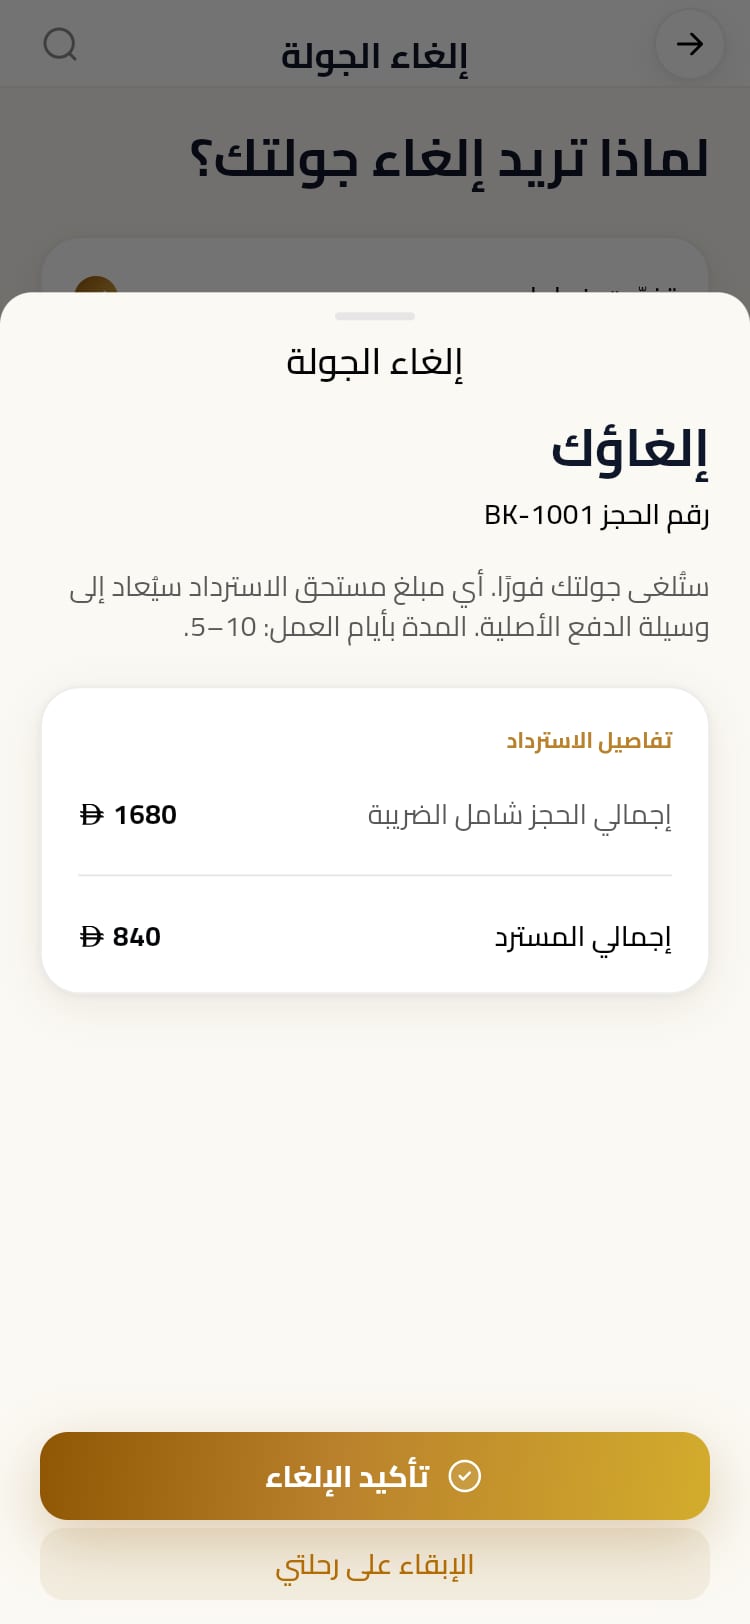 إلغاء الجولة
لماذا تريد إلغاء جولتك؟
إلغاء الجولة
إلغاؤك
رقم الحجز BK-1001
ستُلغى جولتك فورًا. أي مبلغ مستحق الاسترداد سيُعاد إلى
وسيلة الدفع الأصلية. المدة بأيام العمل: 10–5.
تفاصيل الاسترداد
إجمالي الحجز شامل الضريبة 1680
إجمالي المسترد 840
تأكيد الإلغاء
الإبقاء على رحلتي